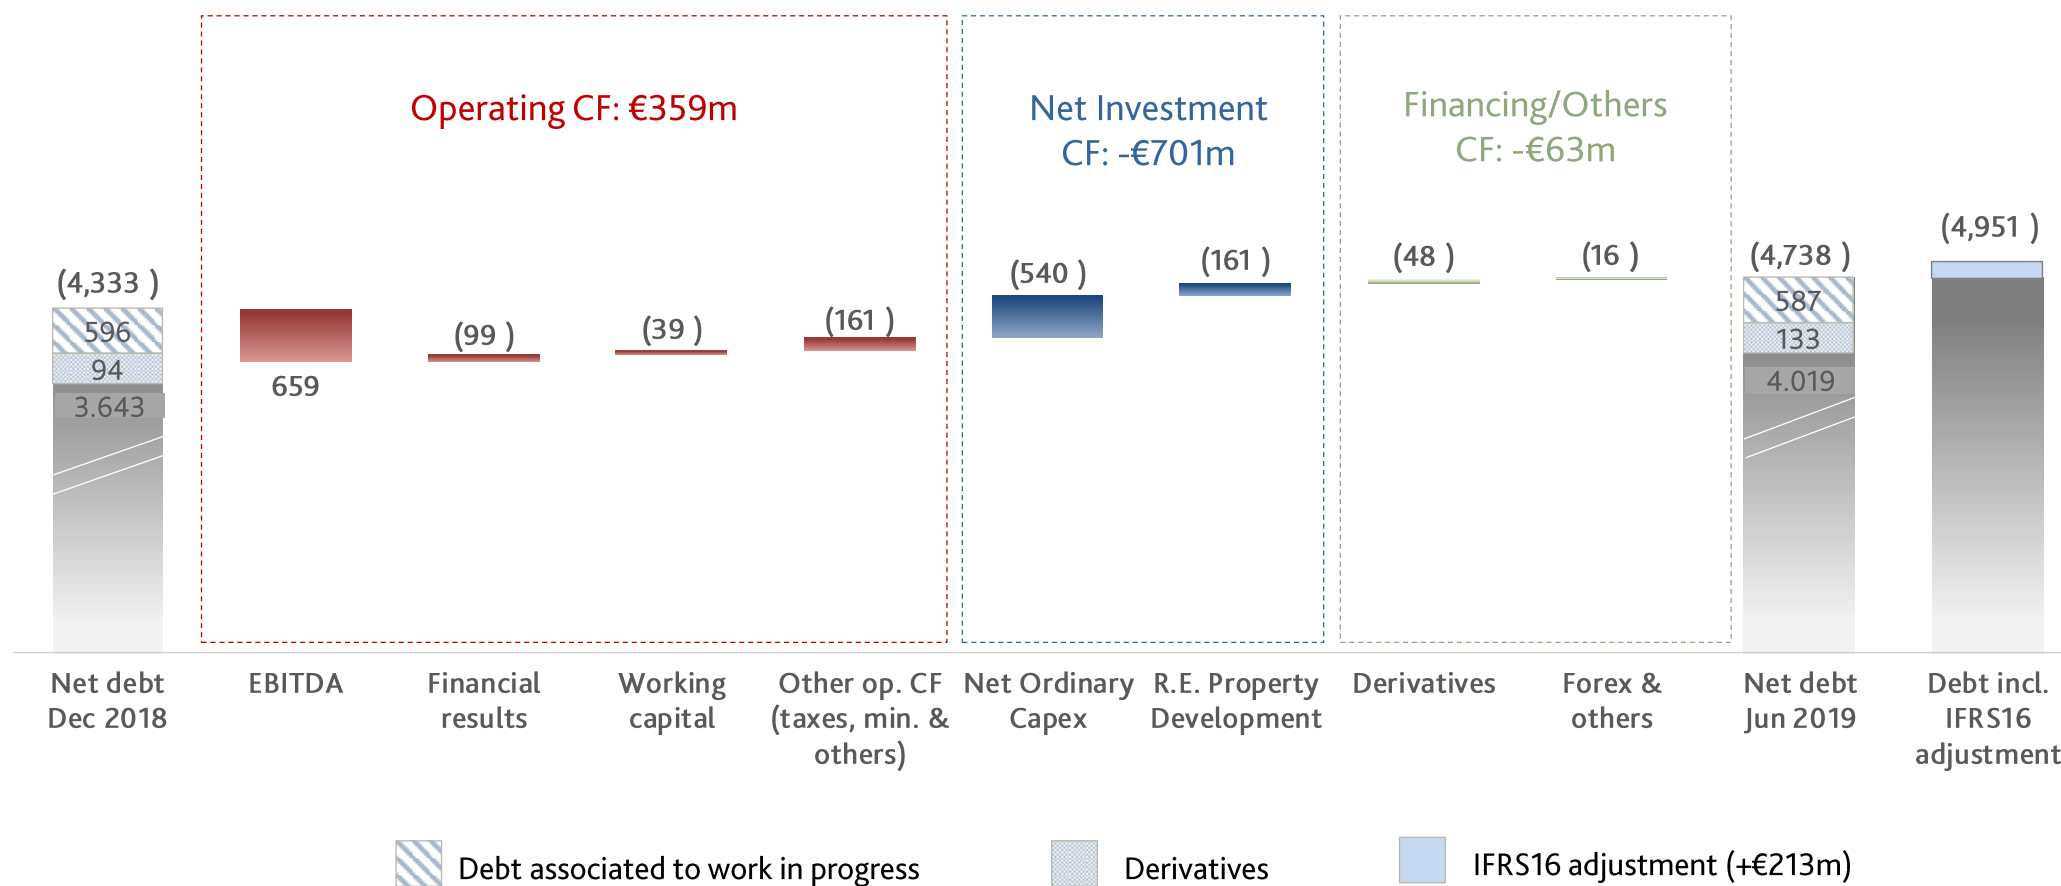 Operating CF: €359m
Net Investment
CF: -€701m
Financing/Others
CF: -€63m
(4,333 )
596
94
3.643
659
(99 )
(39 )
(161 )
(540 )
(161 )
(48 )
(16 )
(4,738 )
587
133
4.019
(4,951 )
Net debt
Dec 2018
EBITDA
Financial
results
Working
capital
Other op. CF
(taxes, min. &
others)
Net Ordinary
Capex
R.E. Property
Development
Derivatives
Forex &
others
Net debt
Jun 2019
Debt incl.
IFRS16
adjustment
Debt associated to work in progress
Derivatives
IFRS16 adjustment (+€213m)